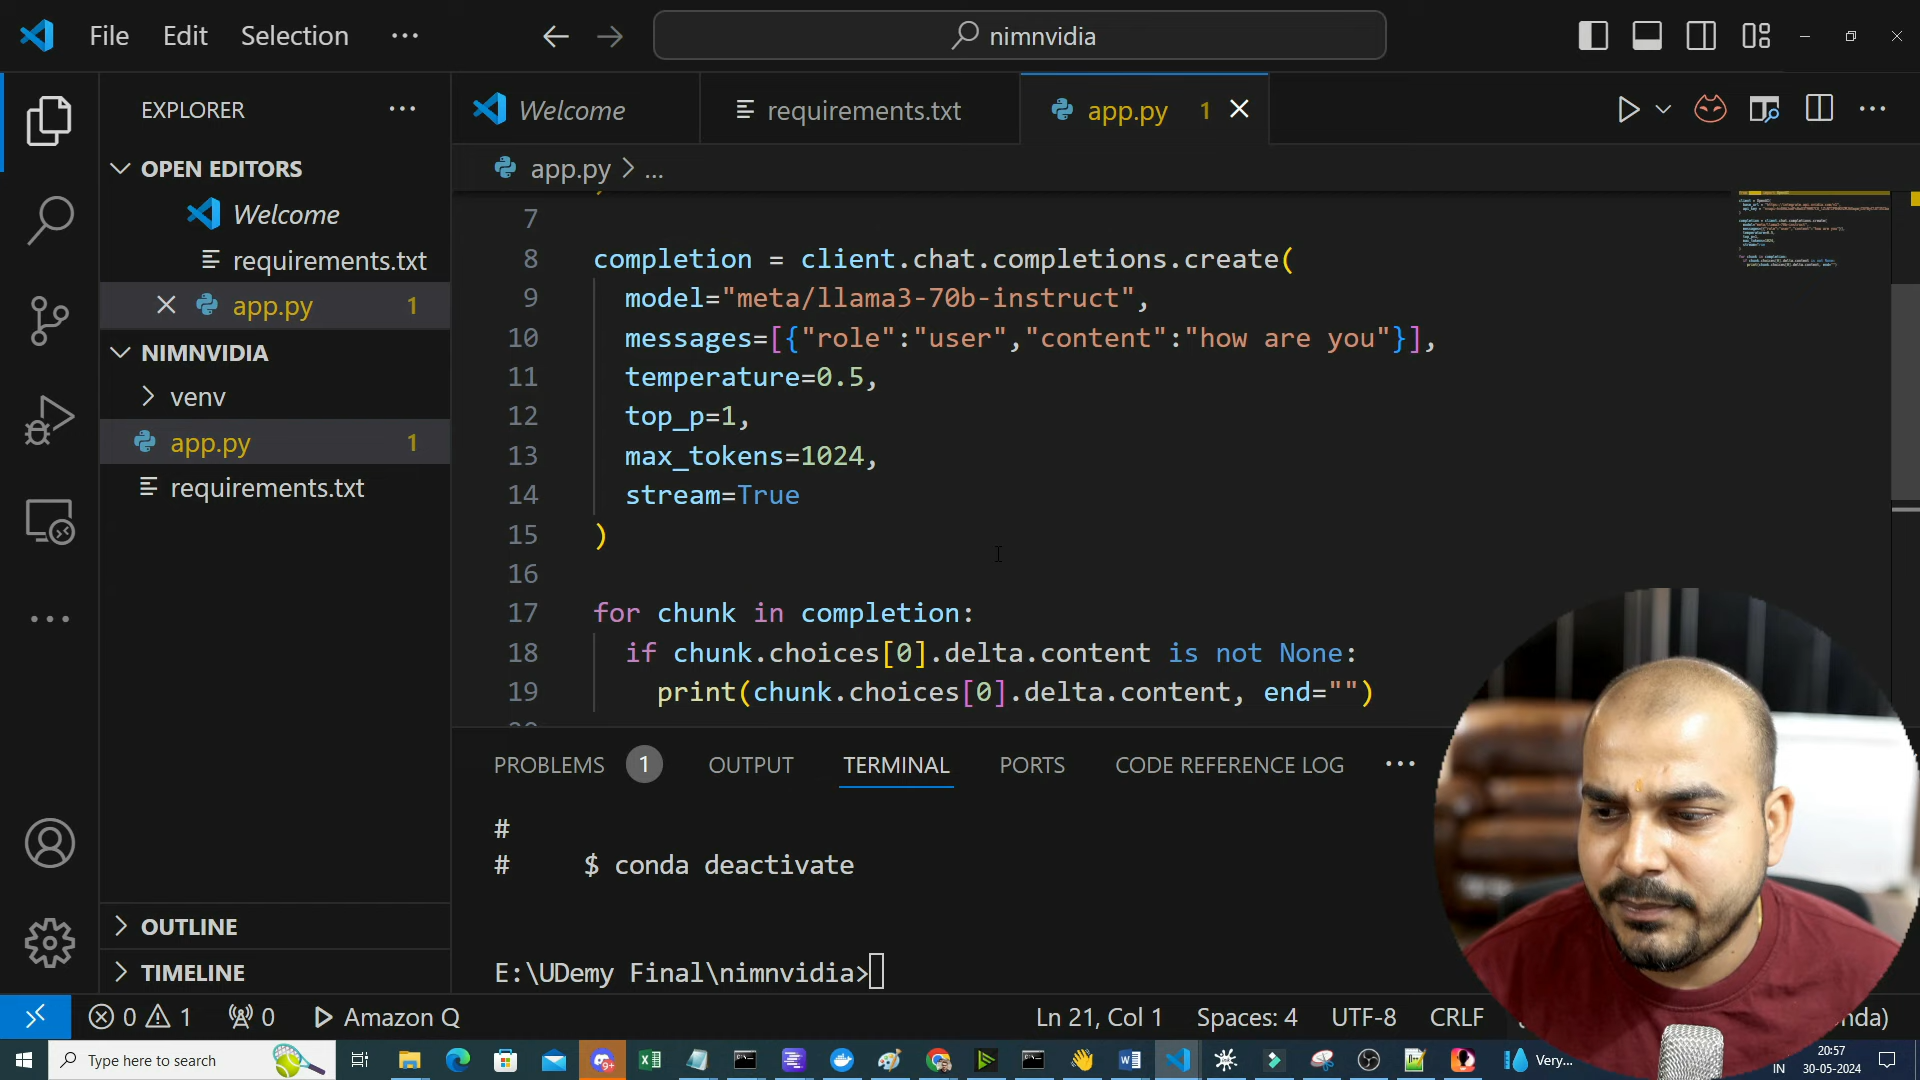 File Edit Selection ...
nimnvidia
EXPLORER ...
OPEN EDITORS
Welcome
requirements.txt
app.py 1
NIMNVIDIA
venv
app.py 1
requirements.txt
OUTLINE
TIMELINE
Welcome
requirements.txt
app.py 1
app.py > ...
7
8 completion = client.chat.completions.create(
9 model="meta/llama3-70b-instruct",
10 messages=[{"role":"user","content":"how are you"}],
11 temperature=0.5,
12 top_p=1,
13 max_tokens=1024,
14 stream=True
15 )
16
17 for chunk in completion:
18 if chunk.choices[0].delta.content is not None:
19 print(chunk.choices[0].delta.content, end="")
PROBLEMS 1 OUTPUT TERMINAL PORTS CODE REFERENCE LOG ...
#
# $ conda deactivate
E:\UDemy Final\nimnvidia>
0 1 0 Amazon Q Ln 21, Col 1 Spaces: 4 UTF-8 CRLF
Type here to search
9+
Very...
IN
20:57
30-05-2024